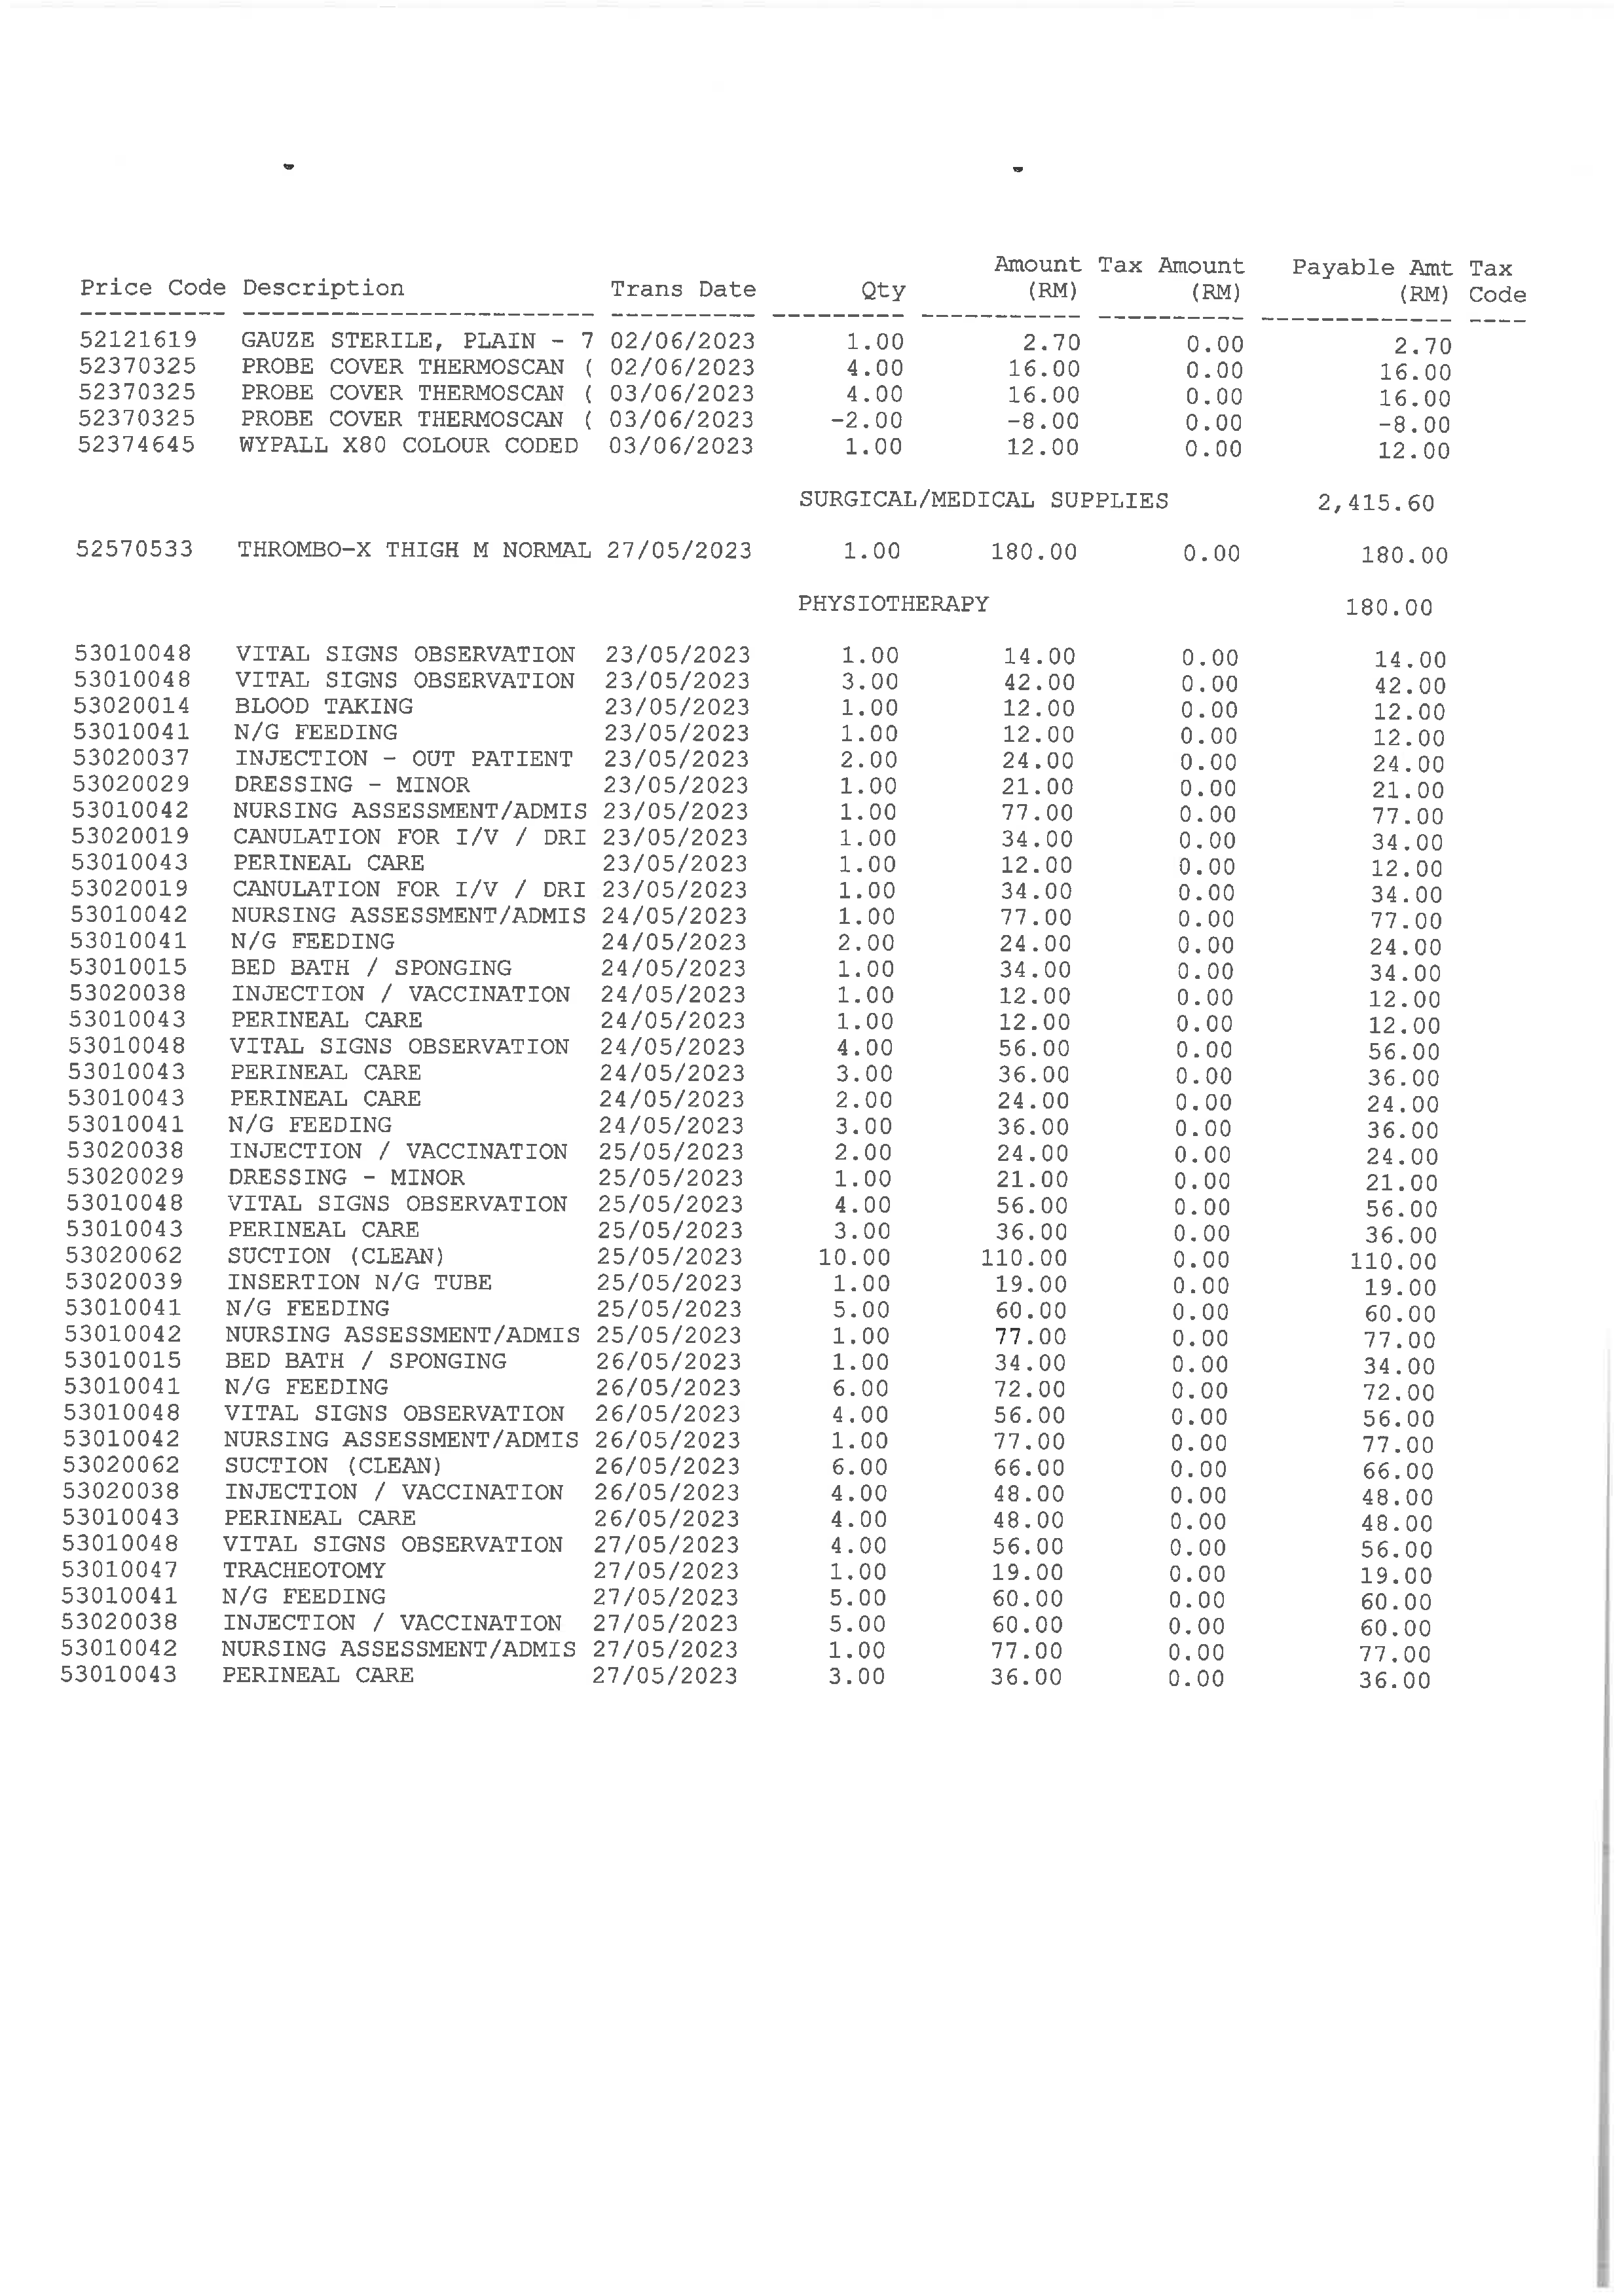 Amount Tax Amount Payable Amt Tax
Price Code Description Trans Date Qty (RM) (RM) (RM) Code
52121619 GAUZE STERILE, PLAIN - 7 02/06/2023 1.00 2.70 0.00 2.70
52370325 PROBE COVER THERMOSCAN ( 02/06/2023 4.00 16.00 0.00 16.00
52370325 PROBE COVER THERMOSCAN ( 03/06/2023 4.00 16.00 0.00 16.00
52370325 PROBE COVER THERMOSCAN ( 03/06/2023 -2.00 -8.00 0.00 -8.00
52374645 WYPALL X80 COLOUR CODED 03/06/2023 1.00 12.00 0.00 12.00
SURGICAL/MEDICAL SUPPLIES 2,415.60
52570533 THROMBO-X THIGH M NORMAL 27/05/2023 1.00 180.00 0.00 180.00
PHYSIOTHERAPY 180.00
53010048 VITAL SIGNS OBSERVATION 23/05/2023 1.00 14.00 0.00 14.00
53010048 VITAL SIGNS OBSERVATION 23/05/2023 3.00 42.00 0.00 42.00
53020014 BLOOD TAKING 23/05/2023 1.00 12.00 0.00 12.00
53010041 N/G FEEDING 23/05/2023 1.00 12.00 0.00 12.00
53020037 INJECTION - OUT PATIENT 23/05/2023 2.00 24.00 0.00 24.00
53020029 DRESSING - MINOR 23/05/2023 1.00 21.00 0.00 21.00
53010042 NURSING ASSESSMENT/ADMIS 23/05/2023 1.00 77.00 0.00 77.00
53020019 CANULATION FOR I/V / DRI 23/05/2023 1.00 34.00 0.00 34.00
53010043 PERINEAL CARE 23/05/2023 1.00 12.00 0.00 12.00
53020019 CANULATION FOR I/V / DRI 23/05/2023 1.00 34.00 0.00 34.00
53010042 NURSING ASSESSMENT/ADMIS 24/05/2023 1.00 77.00 0.00 77.00
53010041 N/G FEEDING 24/05/2023 2.00 24.00 0.00 24.00
53010015 BED BATH / SPONGING 24/05/2023 1.00 34.00 0.00 34.00
53020038 INJECTION / VACCINATION 24/05/2023 1.00 12.00 0.00 12.00
53010043 PERINEAL CARE 24/05/2023 1.00 12.00 0.00 12.00
53010048 VITAL SIGNS OBSERVATION 24/05/2023 4.00 56.00 0.00 56.00
53010043 PERINEAL CARE 24/05/2023 3.00 36.00 0.00 36.00
53010043 PERINEAL CARE 24/05/2023 2.00 24.00 0.00 24.00
53010041 N/G FEEDING 24/05/2023 3.00 36.00 0.00 36.00
53020038 INJECTION / VACCINATION 25/05/2023 2.00 24.00 0.00 24.00
53020029 DRESSING - MINOR 25/05/2023 1.00 21.00 0.00 21.00
53010048 VITAL SIGNS OBSERVATION 25/05/2023 4.00 56.00 0.00 56.00
53010043 PERINEAL CARE 25/05/2023 3.00 36.00 0.00 36.00
53020062 SUCTION (CLEAN) 25/05/2023 10.00 110.00 0.00 110.00
53020039 INSERTION N/G TUBE 25/05/2023 1.00 19.00 0.00 19.00
53010041 N/G FEEDING 25/05/2023 5.00 60.00 0.00 60.00
53010042 NURSING ASSESSMENT/ADMIS 25/05/2023 1.00 77.00 0.00 77.00
53010015 BED BATH / SPONGING 26/05/2023 1.00 34.00 0.00 34.00
53010041 N/G FEEDING 26/05/2023 6.00 72.00 0.00 72.00
53010048 VITAL SIGNS OBSERVATION 26/05/2023 4.00 56.00 0.00 56.00
53010042 NURSING ASSESSMENT/ADMIS 26/05/2023 1.00 77.00 0.00 77.00
53020062 SUCTION (CLEAN) 26/05/2023 6.00 66.00 0.00 66.00
53020038 INJECTION / VACCINATION 26/05/2023 4.00 48.00 0.00 48.00
53010043 PERINEAL CARE 26/05/2023 4.00 48.00 0.00 48.00
53010048 VITAL SIGNS OBSERVATION 27/05/2023 4.00 56.00 0.00 56.00
53010047 TRACHEOTOMY 27/05/2023 1.00 19.00 0.00 19.00
53010041 N/G FEEDING 27/05/2023 5.00 60.00 0.00 60.00
53020038 INJECTION / VACCINATION 27/05/2023 5.00 60.00 0.00 60.00
53010042 NURSING ASSESSMENT/ADMIS 27/05/2023 1.00 77.00 0.00 77.00
53010043 PERINEAL CARE 27/05/2023 3.00 36.00 0.00 36.00